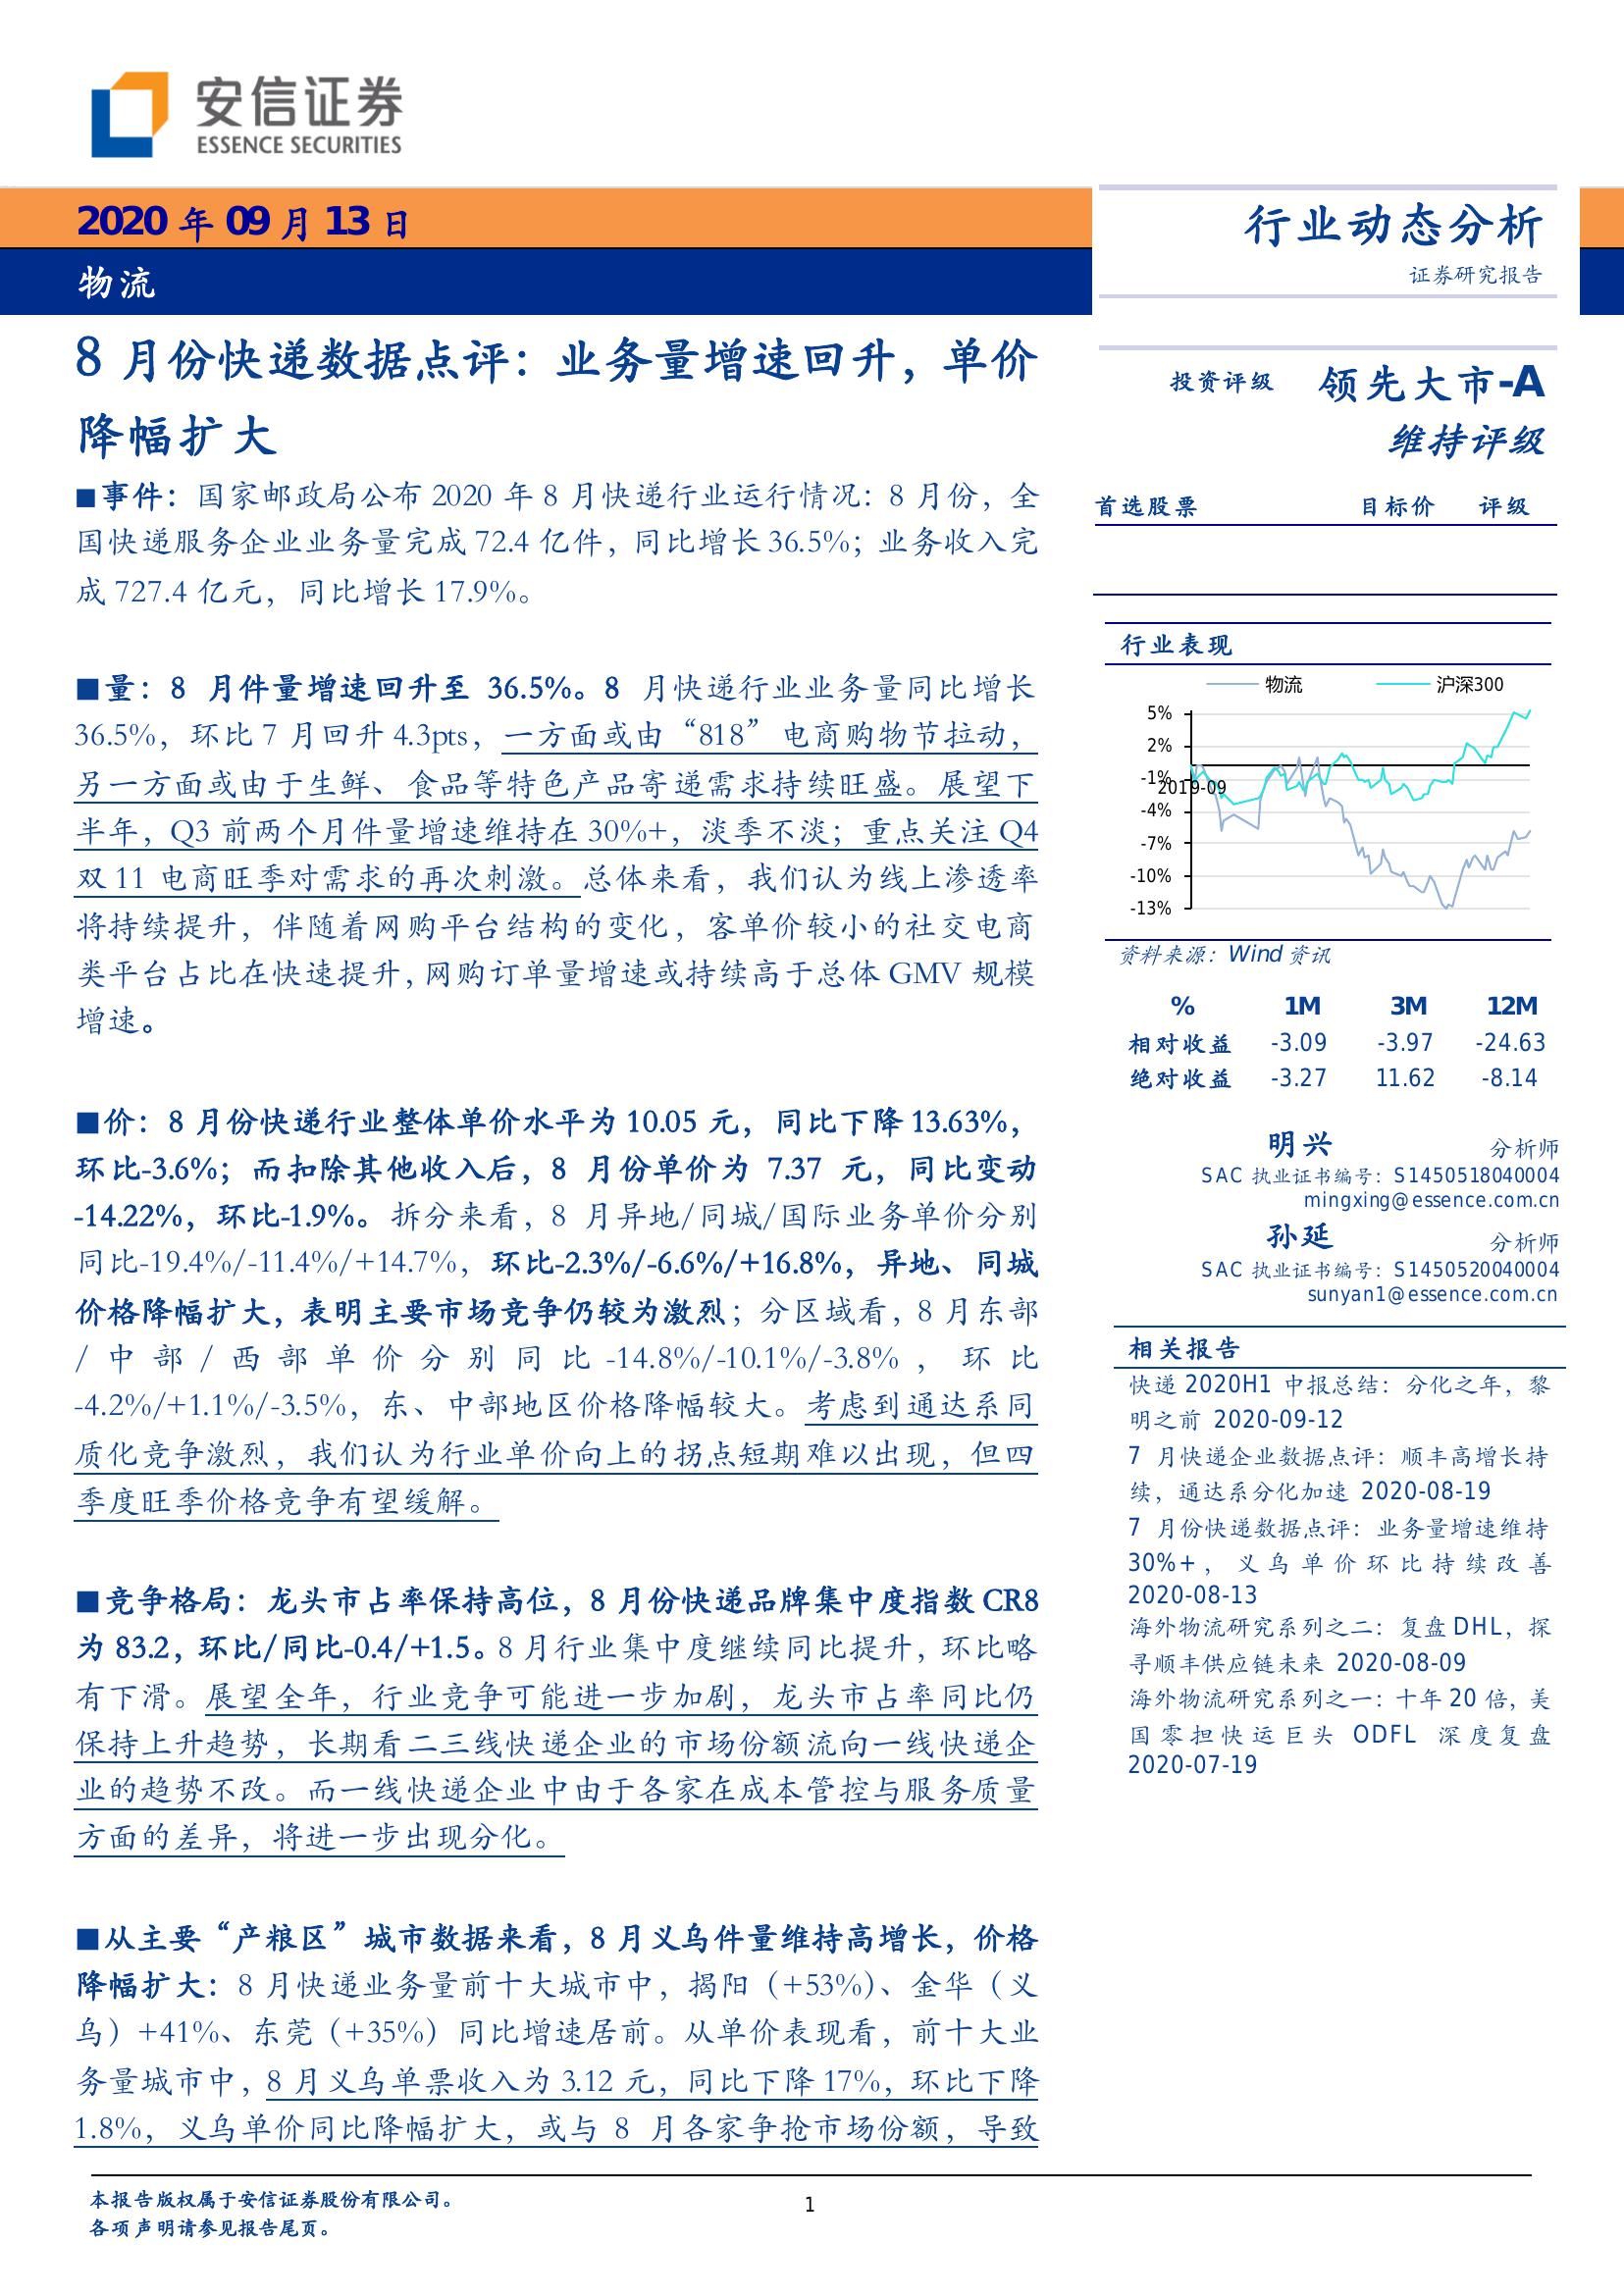 安信证券
ESSENCE SECURITIES
2020 年 09 月 13 日
物流
行业动态分析
证券研究报告
8 月份快递数据点评：业务量增速回升，单价
降幅扩大
■事件：国家邮政局公布 2020 年 8 月快递行业运行情况：8 月份，全
国快递服务企业业务量完成 72.4 亿件，同比增长 36.5%；业务收入完
成 727.4 亿元，同比增长 17.9%。
■量：8 月件量增速回升至 36.5%。8 月快递行业业务量同比增长
36.5%，环比 7 月回升 4.3pts，一方面或由“818”电商购物节拉动，
另一方面或由于生鲜、食品等特色产品寄递需求持续旺盛。展望下
半年，Q3 前两个月件量增速维持在 30%+，淡季不淡；重点关注 Q4
双 11 电商旺季对需求的再次刺激。总体来看，我们认为线上渗透率
将持续提升，伴随着网购平台结构的变化，客单价较小的社交电商
类平台占比在快速提升，网购订单量增速或持续高于总体 GMV 规模
增速。
■价：8 月份快递行业整体单价水平为 10.05 元，同比下降 13.63%，
环比-3.6%；而扣除其他收入后，8 月份单价为 7.37 元，同比变动
-14.22%，环比-1.9%。拆分来看，8 月异地/同城/国际业务单价分别
同比-19.4%/-11.4%/+14.7%，环比-2.3%/-6.6%/+16.8%，异地、同城
价格降幅扩大，表明主要市场竞争仍较为激烈；分区域看，8 月东部
/中部/西部单价分别同比-14.8%/-10.1%/-3.8%，环比
-4.2%/+1.1%/-3.5%，东、中部地区价格降幅较大。考虑到通达系同
质化竞争激烈，我们认为行业单价向上的拐点短期难以出现，但四
季度旺季价格竞争有望缓解。
■竞争格局：龙头市占率保持高位，8 月份快递品牌集中度指数 CR8
为 83.2，环比/同比-0.4/+1.5。8 月行业集中度继续同比提升，环比略
有下滑。展望全年，行业竞争可能进一步加剧，龙头市占率同比仍
保持上升趋势，长期看二三线快递企业的市场份额流向一线快递企
业的趋势不改。而一线快递企业中由于各家在成本管控与服务质量
方面的差异，将进一步出现分化。
■从主要“产粮区”城市数据来看，8 月义乌件量维持高增长，价格
降幅扩大：8 月快递业务量前十大城市中，揭阳（+53%）、金华（义
乌）+41%、东莞（+35%）同比增速居前。从单价表现看，前十大业
务量城市中，8 月义乌单票收入为 3.12 元，同比下降 17%，环比下降
1.8%，义乌单价同比降幅扩大，或与 8 月各家争抢市场份额，导致
投资评级 领先大市-A
维持评级
首选股票 目标价 评级
行业表现
物流 沪深300
5%
2%
-1%
2019-09
-4%
-7%
-10%
-13%
资料来源：Wind 资讯
% 1M 3M 12M
相对收益 -3.09 -3.97 -24.63
绝对收益 -3.27 11.62 -8.14
明兴 分析师
SAC 执业证书编号：S1450518040004
mingxing@essence.com.cn
孙延 分析师
SAC 执业证书编号：S1450520040004
sunyan1@essence.com.cn
相关报告
快递 2020H1 中报总结：分化之年，黎
明之前 2020-09-12
7 月快递企业数据点评：顺丰高增长持
续，通达系分化加速 2020-08-19
7 月份快递数据点评：业务量增速维持
30%+，义乌单价环比持续改善
2020-08-13
海外物流研究系列之二：复盘 DHL，探
寻顺丰供应链未来 2020-08-09
海外物流研究系列之一：十年 20 倍，美
国零担快运巨头 ODFL 深度复盘
2020-07-19
本报告版权属于安信证券股份有限公司。
各项声明请参见报告尾页。
1